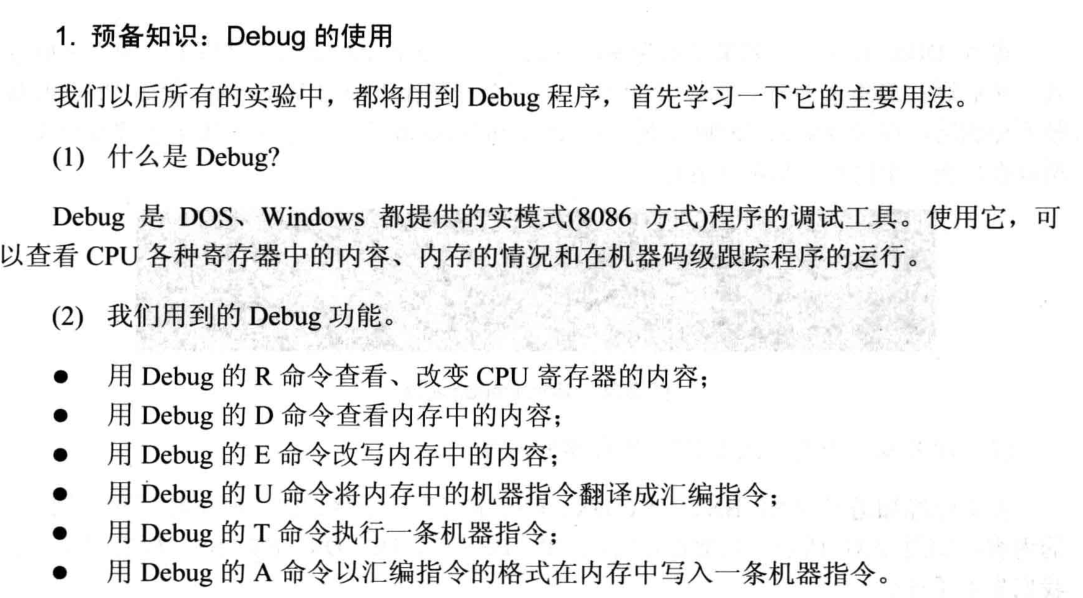 1. 预备知识：Debug 的使用
我们以后所有的实验中，都将用到 Debug 程序，首先学习一下它的主要用法。
(1) 什么是 Debug?
Debug 是 DOS、Windows 都提供的实模式(8086 方式)程序的调试工具。使用它，可
以查看 CPU 各种寄存器中的内容、内存的情况和在机器码级跟踪程序的运行。
(2) 我们用到的 Debug 功能。
● 用 Debug 的 R 命令查看、改变 CPU 寄存器的内容；
● 用 Debug 的 D 命令查看内存中的内容；
● 用 Debug 的 E 命令改写内存中的内容；
● 用 Debug 的 U 命令将内存中的机器指令翻译成汇编指令；
● 用 Debug 的 T 命令执行一条机器指令；
● 用 Debug 的 A 命令以汇编指令的格式在内存中写入一条机器指令。